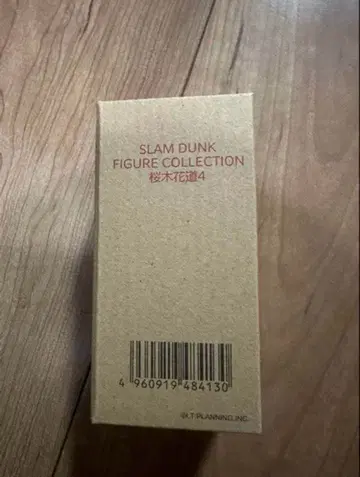 SLAM DUNK
FIGURE COLLECTION
桜木花道4
4 960919 484130
©I.T.PLANNING,INC.